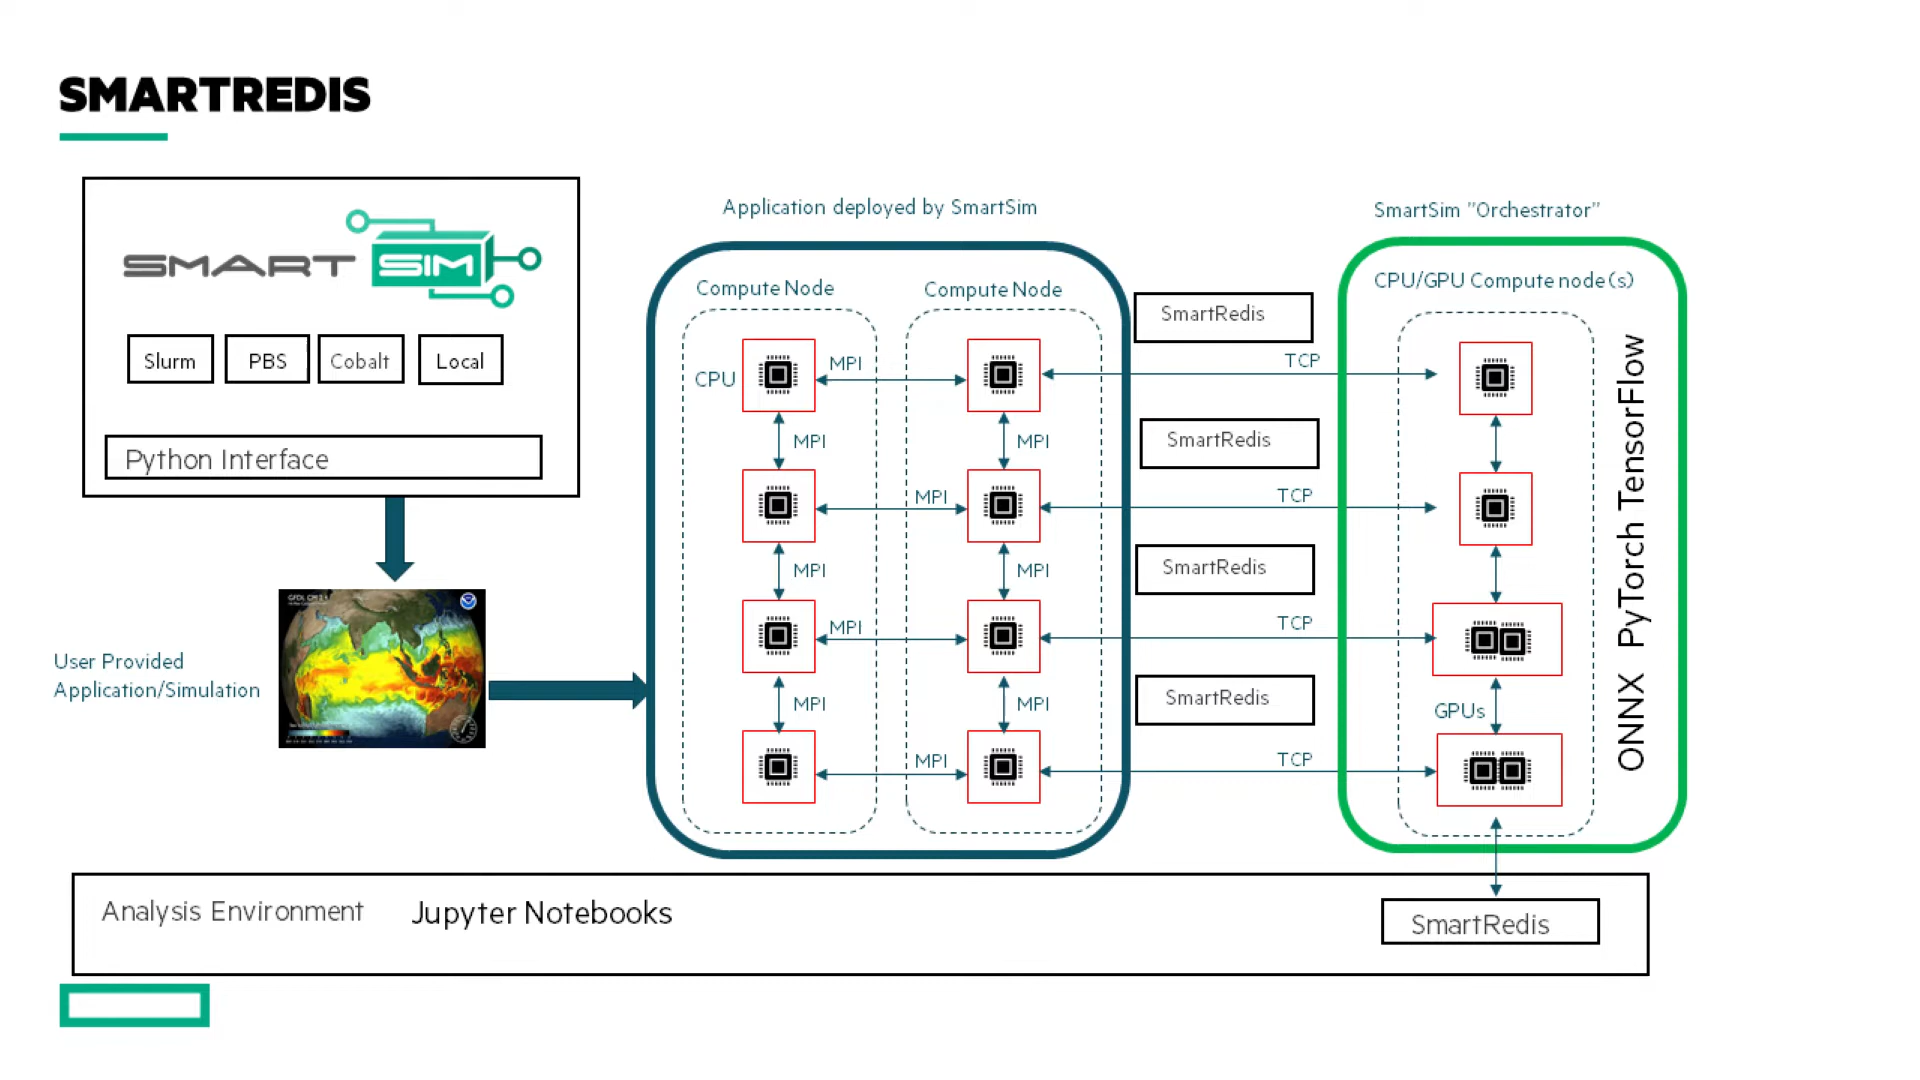 SMARTREDIS
SMART SIM
Slurm
PBS
Cobalt
Local
Python Interface
User Provided
Application/Simulation
Application deployed by SmartSim
Compute Node
Compute Node
CPU
MPI
MPI
MPI
MPI
MPI
MPI
MPI
MPI
MPI
MPI
SmartRedis
TCP
SmartRedis
TCP
SmartRedis
TCP
SmartRedis
TCP
SmartSim "Orchestrator"
CPU/GPU Compute node(s)
GPUs
ONNX PyTorch TensorFlow
Analysis Environment
Jupyter Notebooks
SmartRedis